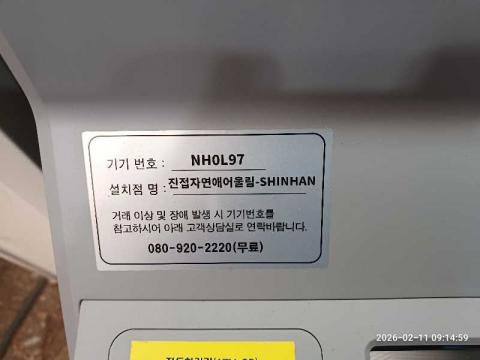 기기 번호 : NH0L97
설치점 명 : 진접자연애어울림-SHINHAN
거래 이상 및 장애 발생 시 기기번호를
참고하시어 아래 고객상담실로 연락바랍니다.
080-920-2220(무료)
2026-02-11 09:14:59